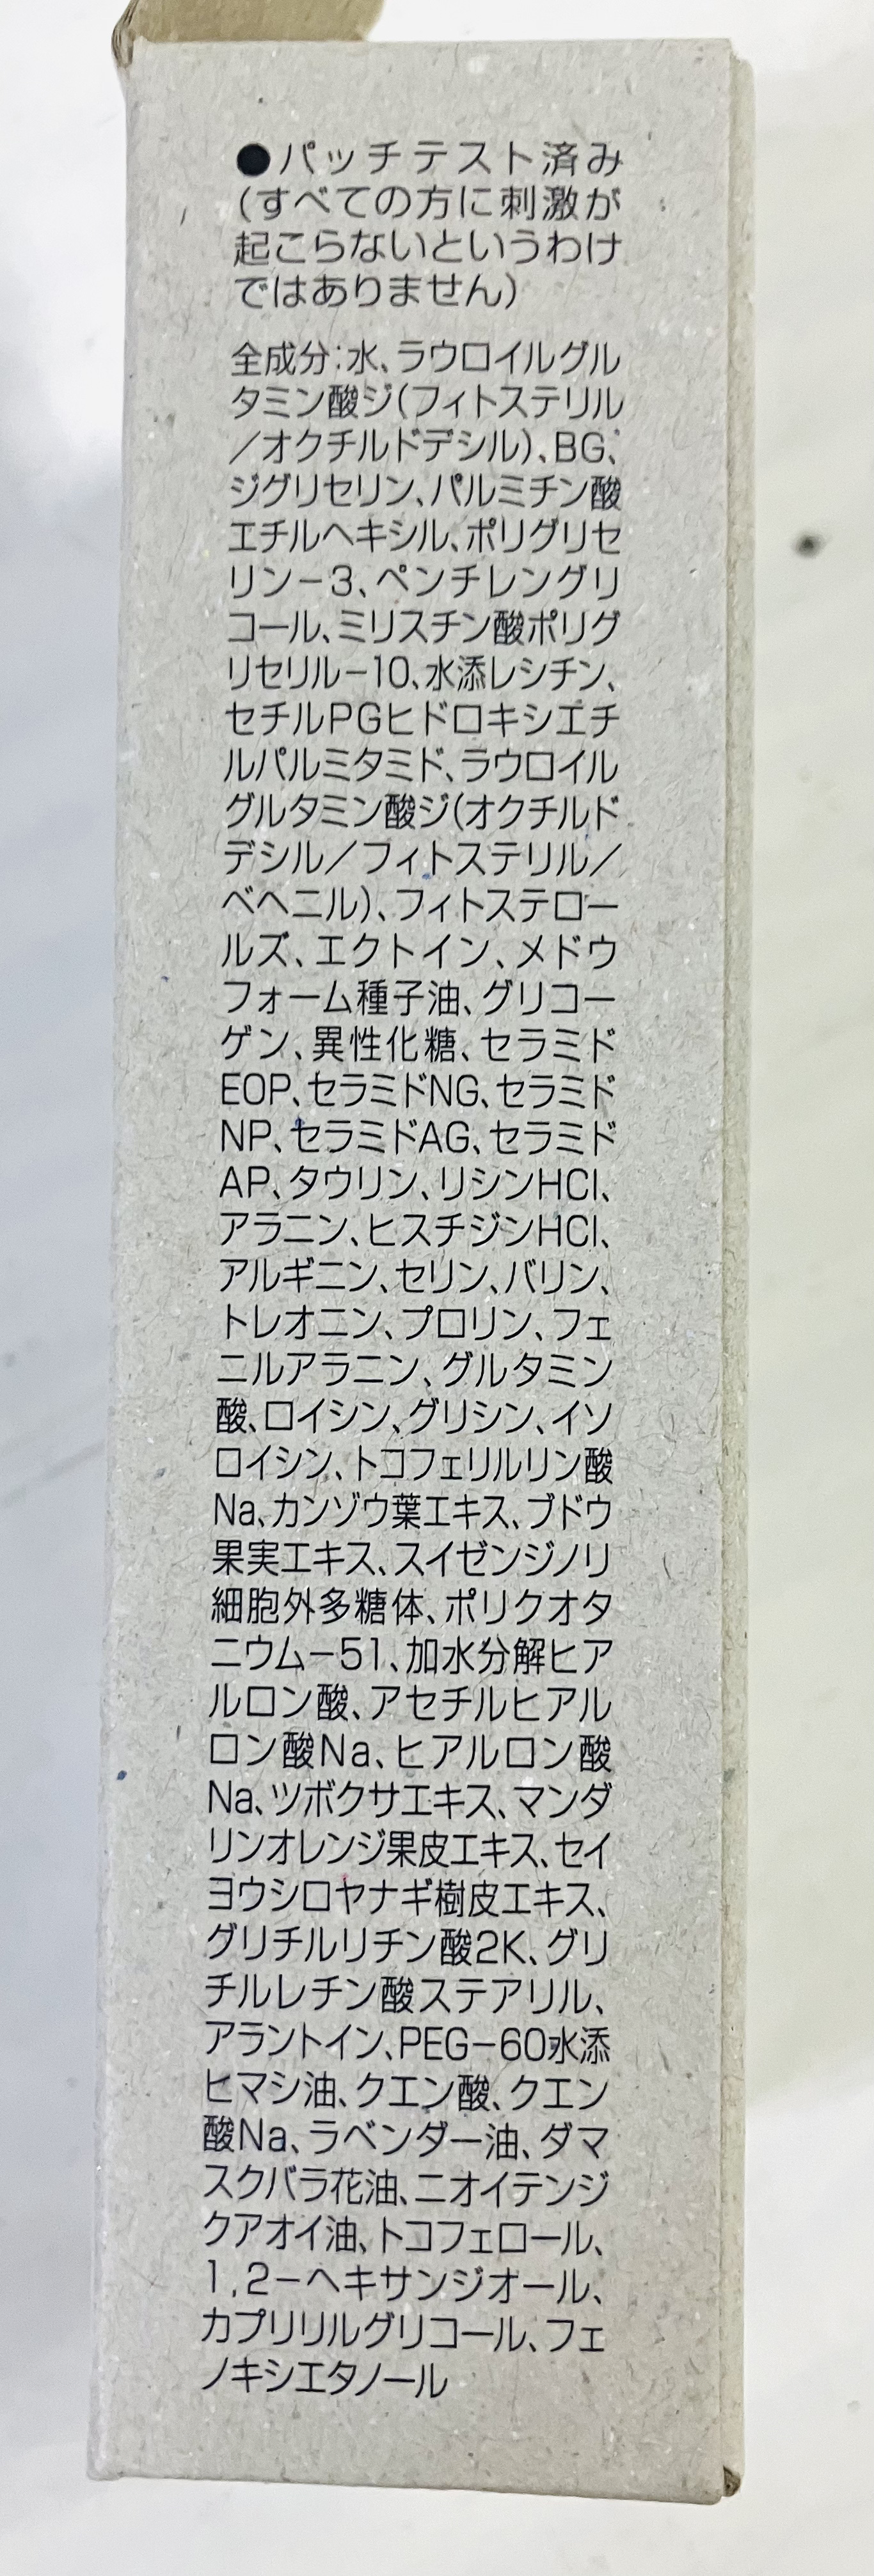 ●パッチテスト済み
(すべての方に刺激が
起こらないというわけ
ではありません)
全成分:水、ラウロイルグル
タミン酸ジ(フィトステリル
/オクチルドデシル)、BG、
ジグリセリン、パルミチン酸
エチルヘキシル、ポリグリセ
リン-3、ペンチレングリ
コール、ミリスチン酸ポリグ
リセリル-10、水添レシチン、
セチルPGヒドロキシエチ
ルパルミタミド、ラウロイル
グルタミン酸ジ(オクチルド
デシル/フィトステリル/
ベヘニル)、フィトステロー
ルズ、エクトイン、メドウ
フォーム種子油、グリコー
ゲン、異性化糖、セラミド
EOP、セラミドNG、セラミド
NP、セラミドAG、セラミド
AP、タウリン、リシンHCl、
アラニン、ヒスチジンHCl、
アルギニン、セリン、バリン、
トレオニン、プロリン、フェ
ニルアラニン、グルタミン
酸、ロイシン、グリシン、イソ
ロイシン、トコフェリルリン酸
Na、カンゾウ葉エキス、ブドウ
果実エキス、スイゼンジノリ
細胞外多糖体、ポリクオタ
ニウム-51、加水分解ヒア
ルロン酸、アセチルヒアル
ロン酸Na、ヒアルロン酸
Na、ツボクサエキス、マンダ
リンオレンジ果皮エキス、セイ
ヨウシロヤナギ樹皮エキス、
グリチルリチン酸2K、グリ
チルレチン酸ステアリル、
アラントイン、PEG-60水添
ヒマシ油、クエン酸、クエン
酸Na、ラベンダー油、ダマ
スクバラ花油、ニオイテンジ
クアオイ油、トコフェロール、
1,2-ヘキサンジオール、
カプリリルグリコール、フェ
ノキシエタノール